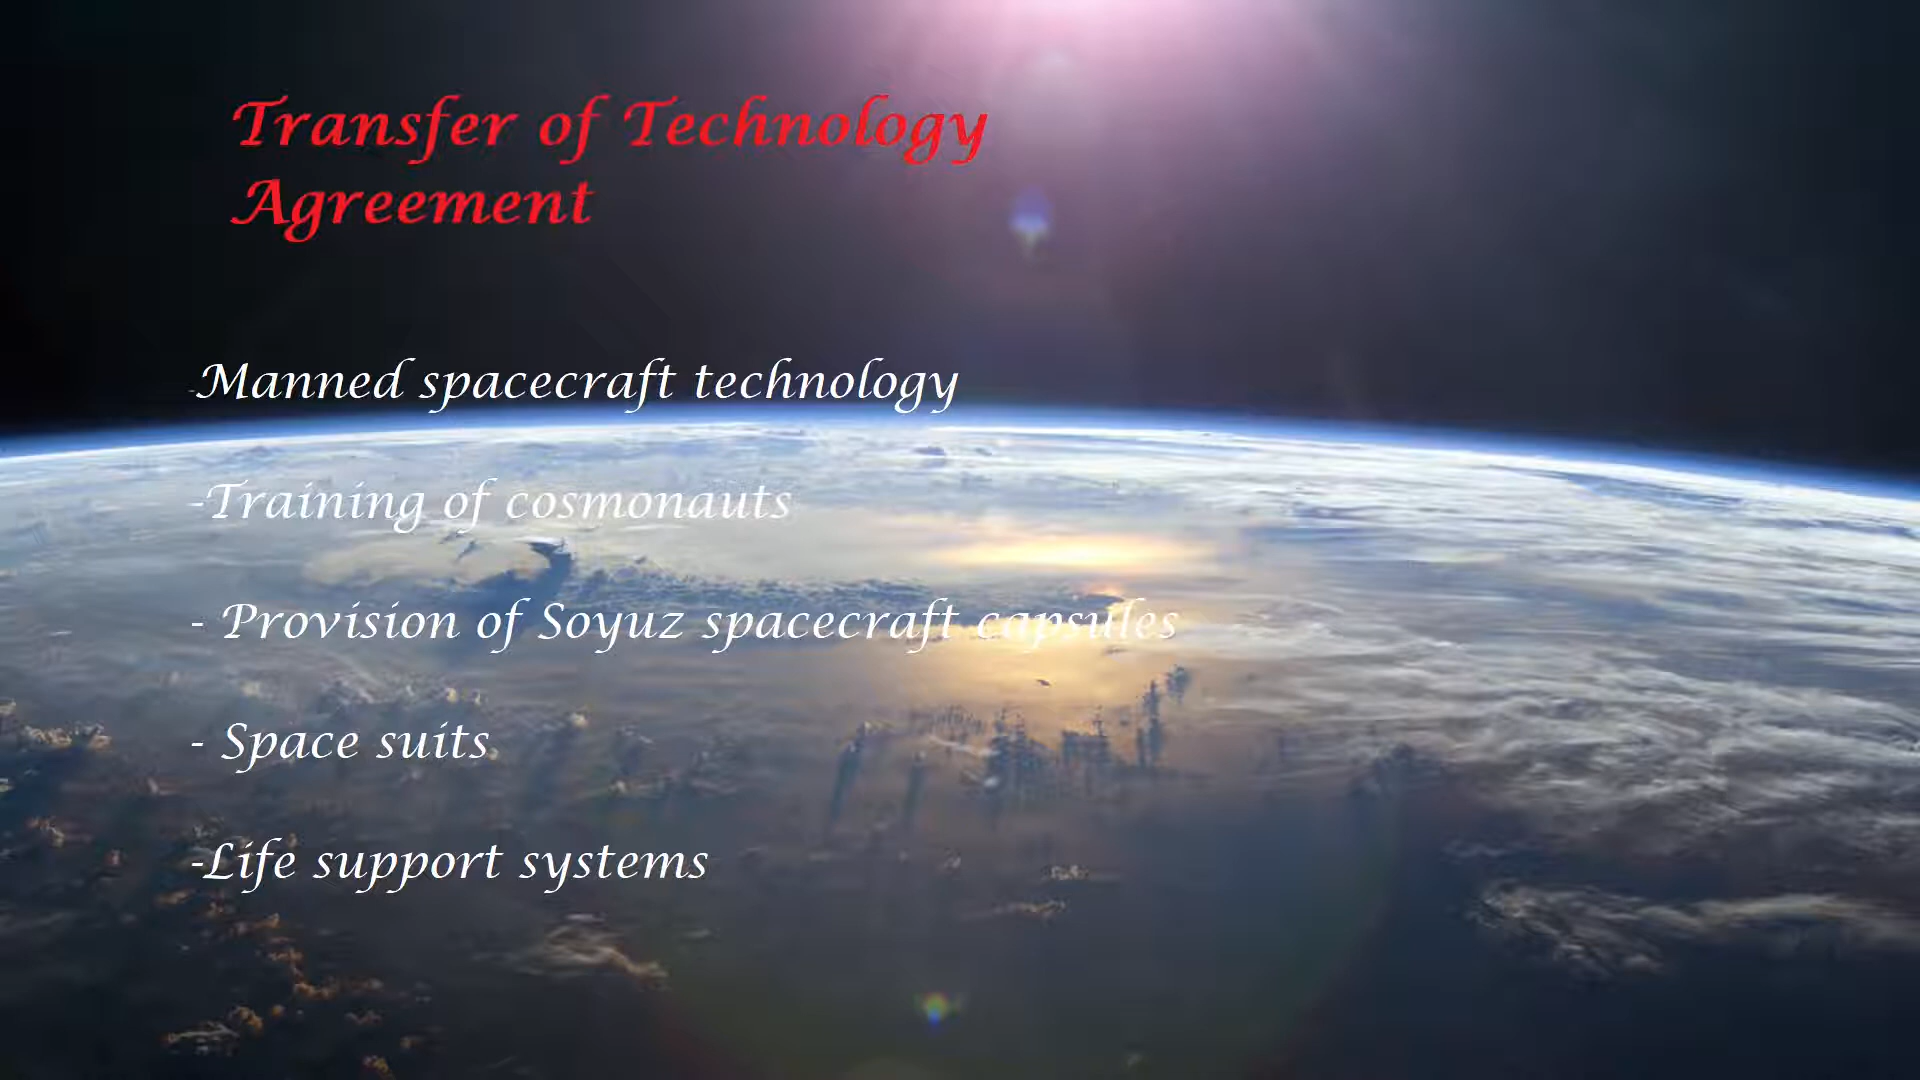 Transfer of Technology
Agreement
-Manned spacecraft technology
-Training of cosmonauts
- Provision of Soyuz spacecraft capsules
- Space suits
-Life support systems